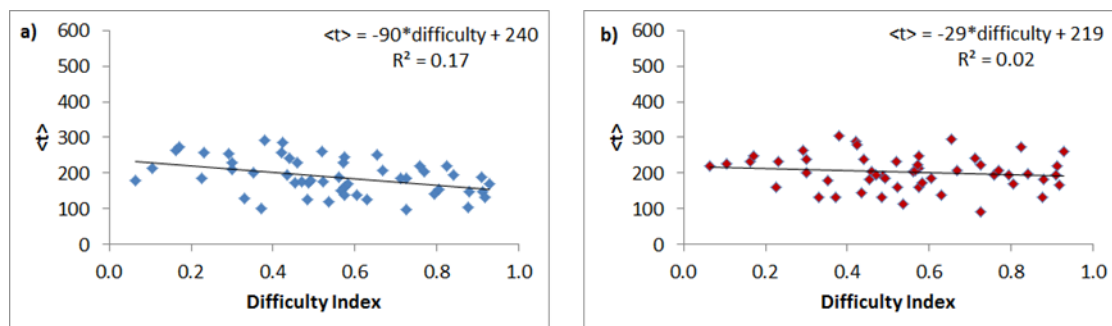 a)
<t> = -90*difficulty + 240
R² = 0.17
600
500
400
300
200
100
0
<t>
0.0 0.2 0.4 0.6 0.8 1.0
Difficulty Index
b)
<t> = -29*difficulty + 219
R² = 0.02
600
500
400
300
200
100
0
<t>
0.0 0.2 0.4 0.6 0.8 1.0
Difficulty Index